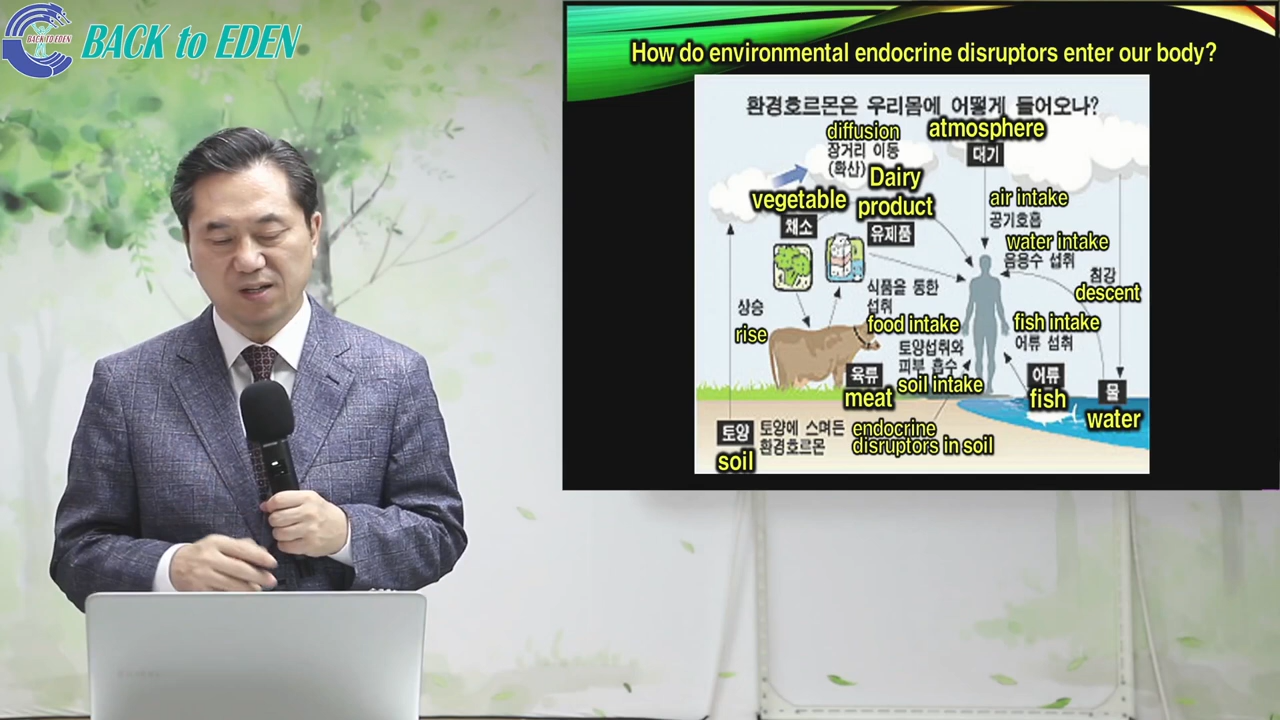 BACK to EDEN
BACK TO EDEN
How do environmental endocrine disruptors enter our body?
환경호르몬은 우리몸에 어떻게 들어오나?
diffusion
장거리 이동
(확산)
atmosphere
대기
vegetable
채소
Dairy
product
유제품
air intake
공기호흡
water intake
음용수 섭취
침강
descent
상승
rise
식품을 통한
섭취
food intake
fish intake
어류 섭취
토양섭취와
피부 흡수
soil intake
육류
meat
어류
fish
물
water
토양
soil
토양에 스며든
환경호르몬
endocrine
disruptors in soil